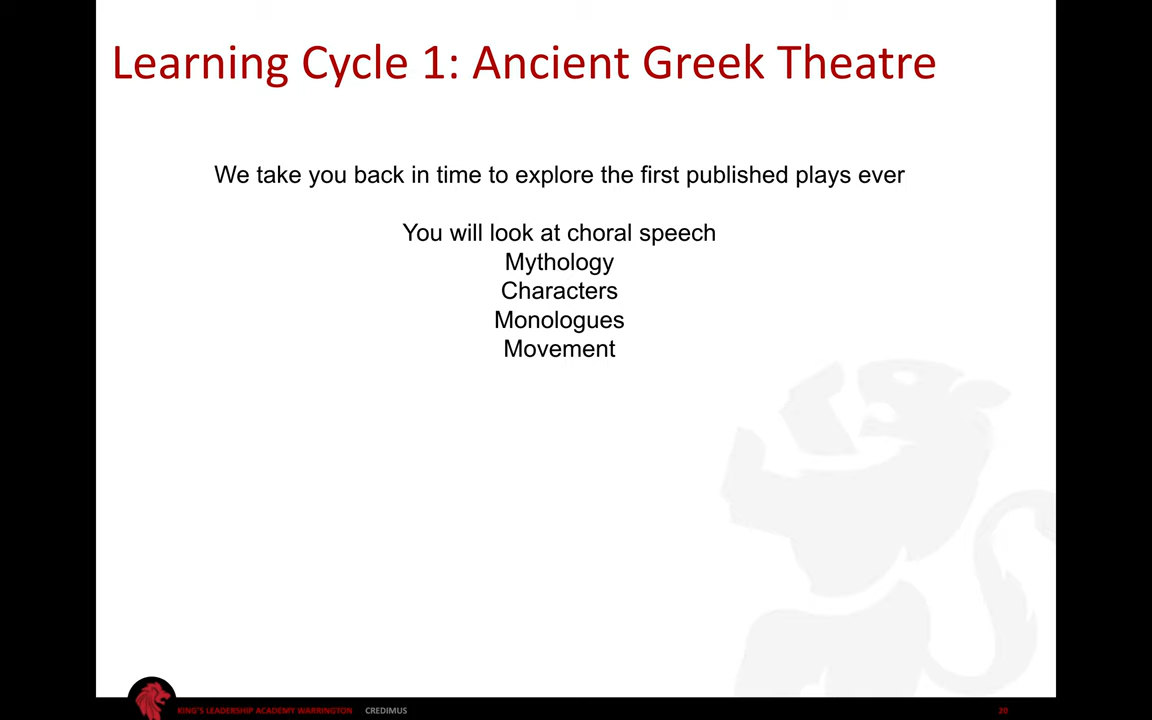 Learning Cycle 1: Ancient Greek Theatre
We take you back in time to explore the first published plays ever
You will look at choral speech
Mythology
Characters
Monologues
Movement
KING'S LEADERSHIP ACADEMY WARRINGTON CREDIMUS 20